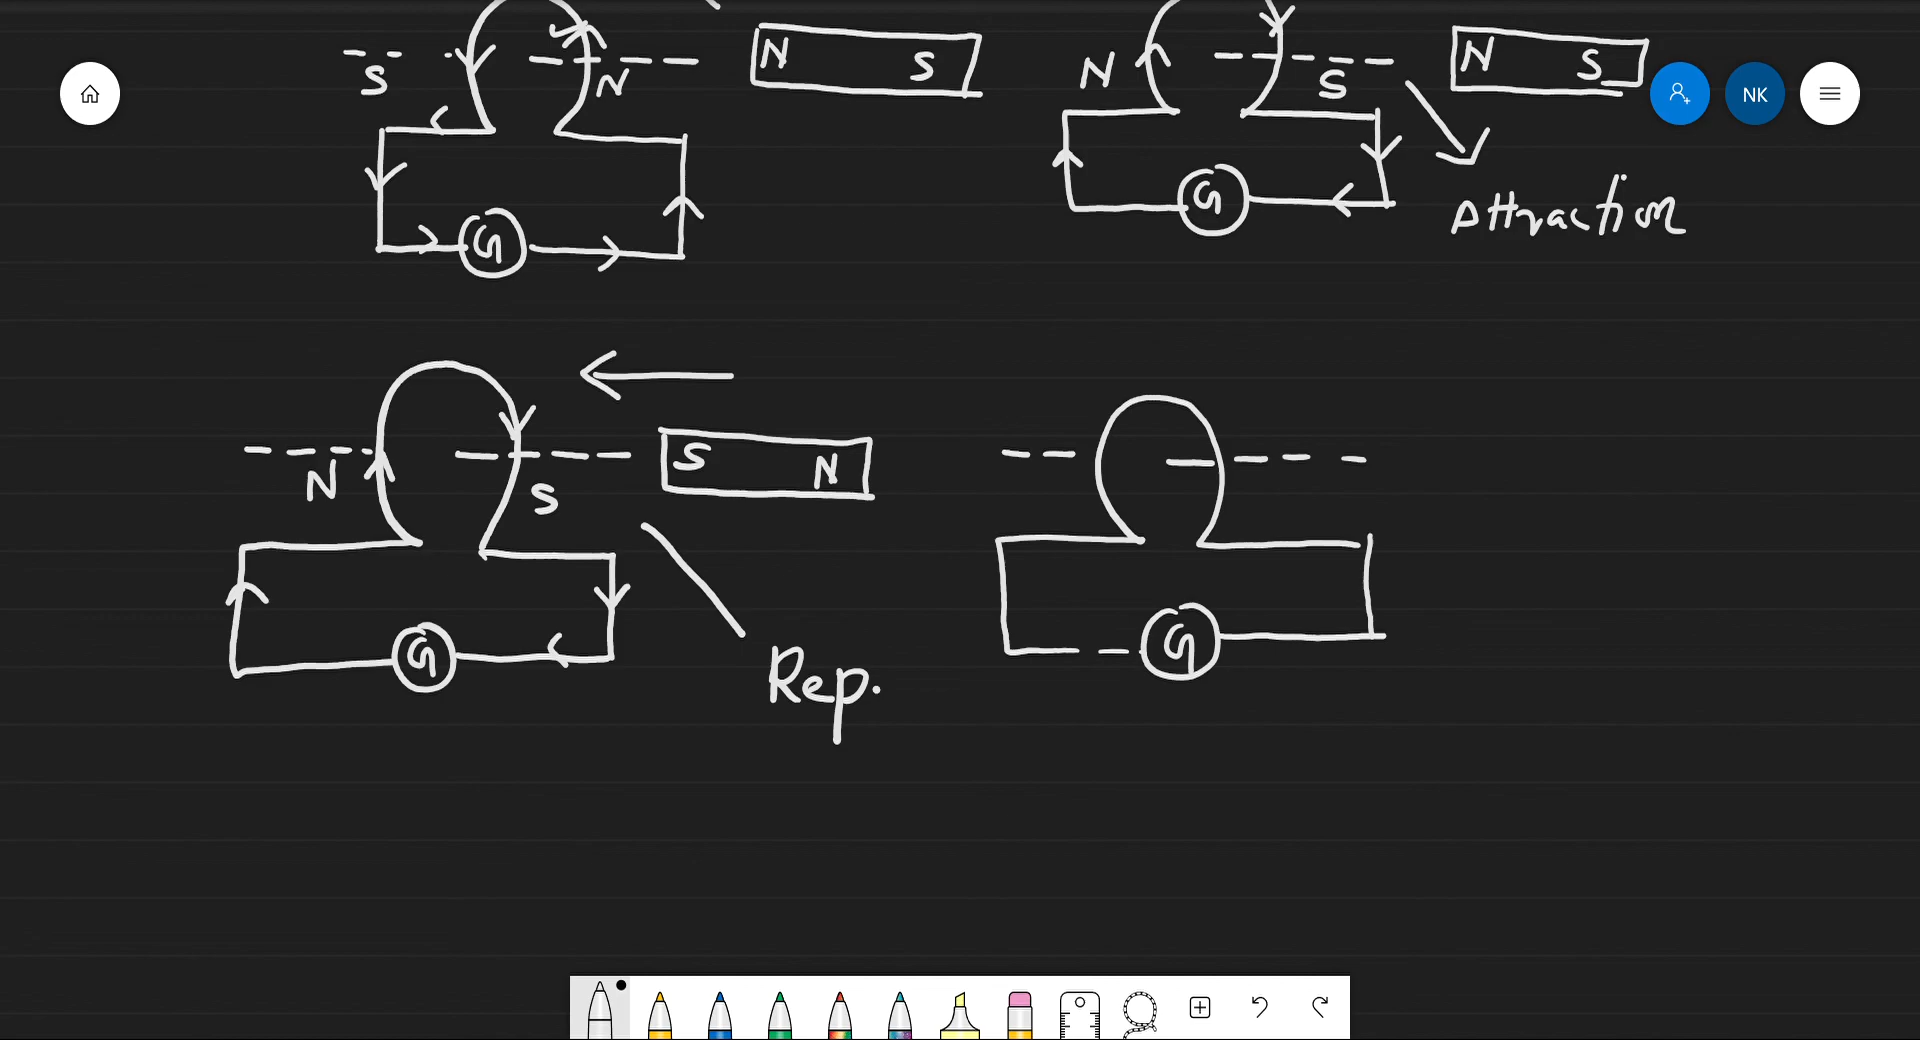 N S
N S
S N
N S
G
G
Attraction
S N
N S
G
G
Rep.
NK